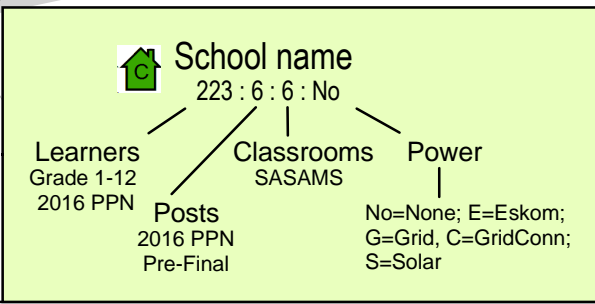 C
School name
223 : 6 : 6 : No
Learners
Grade 1-12
2016 PPN
Posts
2016 PPN
Pre-Final
Classrooms
SASAMS
Power
No=None; E=Eskom;
G=Grid, C=GridConn;
S=Solar